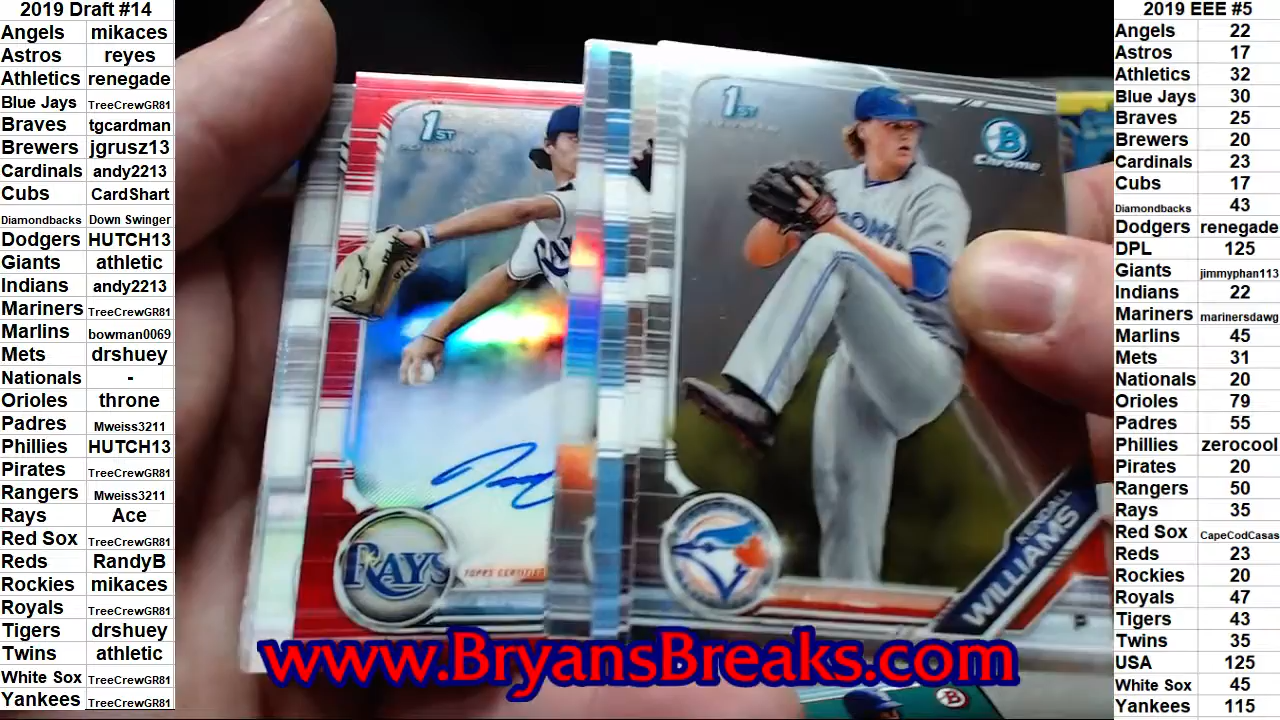 2019 Draft #14
Angels mikaces
Astros reyes
Athletics renegade
Blue Jays TreeCrewGR81
Braves tgcardman
Brewers jgrusz13
Cardinals andy2213
Cubs CardShart
Diamondbacks Down Swinger
Dodgers HUTCH13
Giants athletic
Indians andy2213
Mariners TreeCrewGR81
Marlins bowman0069
Mets drshuey
Nationals -
Orioles throne
Padres Mweiss3211
Phillies HUTCH13
Pirates TreeCrewGR81
Rangers Mweiss3211
Rays Ace
Red Sox TreeCrewGR81
Reds RandyB
Rockies mikaces
Royals TreeCrewGR81
Tigers drshuey
Twins athletic
White Sox TreeCrewGR81
Yankees TreeCrewGR81
1ST
RAYS
TOPPS CERTIFIED
1ST
B
Chrome
KENDALL
WILLIAMS
P
B
www.BryansBreaks.com
2019 EEE #5
Angels 22
Astros 17
Athletics 32
Blue Jays 30
Braves 25
Brewers 20
Cardinals 23
Cubs 17
Diamondbacks 43
Dodgers renegade
DPL 125
Giants jimmyphan113
Indians 22
Mariners marinersdawg
Marlins 45
Mets 31
Nationals 20
Orioles 79
Padres 55
Phillies zerocool
Pirates 20
Rangers 50
Rays 35
Red Sox CapeCodCasas
Reds 23
Rockies 20
Royals 47
Tigers 43
Twins 35
USA 125
White Sox 45
Yankees 115